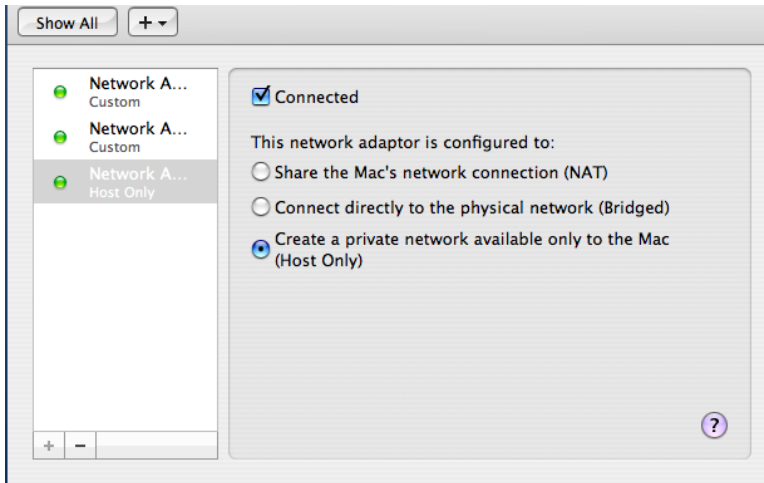 Show All
Network A...
Custom
Network A...
Custom
Network A...
Host Only
Connected
This network adaptor is configured to:
Share the Mac's network connection (NAT)
Connect directly to the physical network (Bridged)
Create a private network available only to the Mac
(Host Only)
?